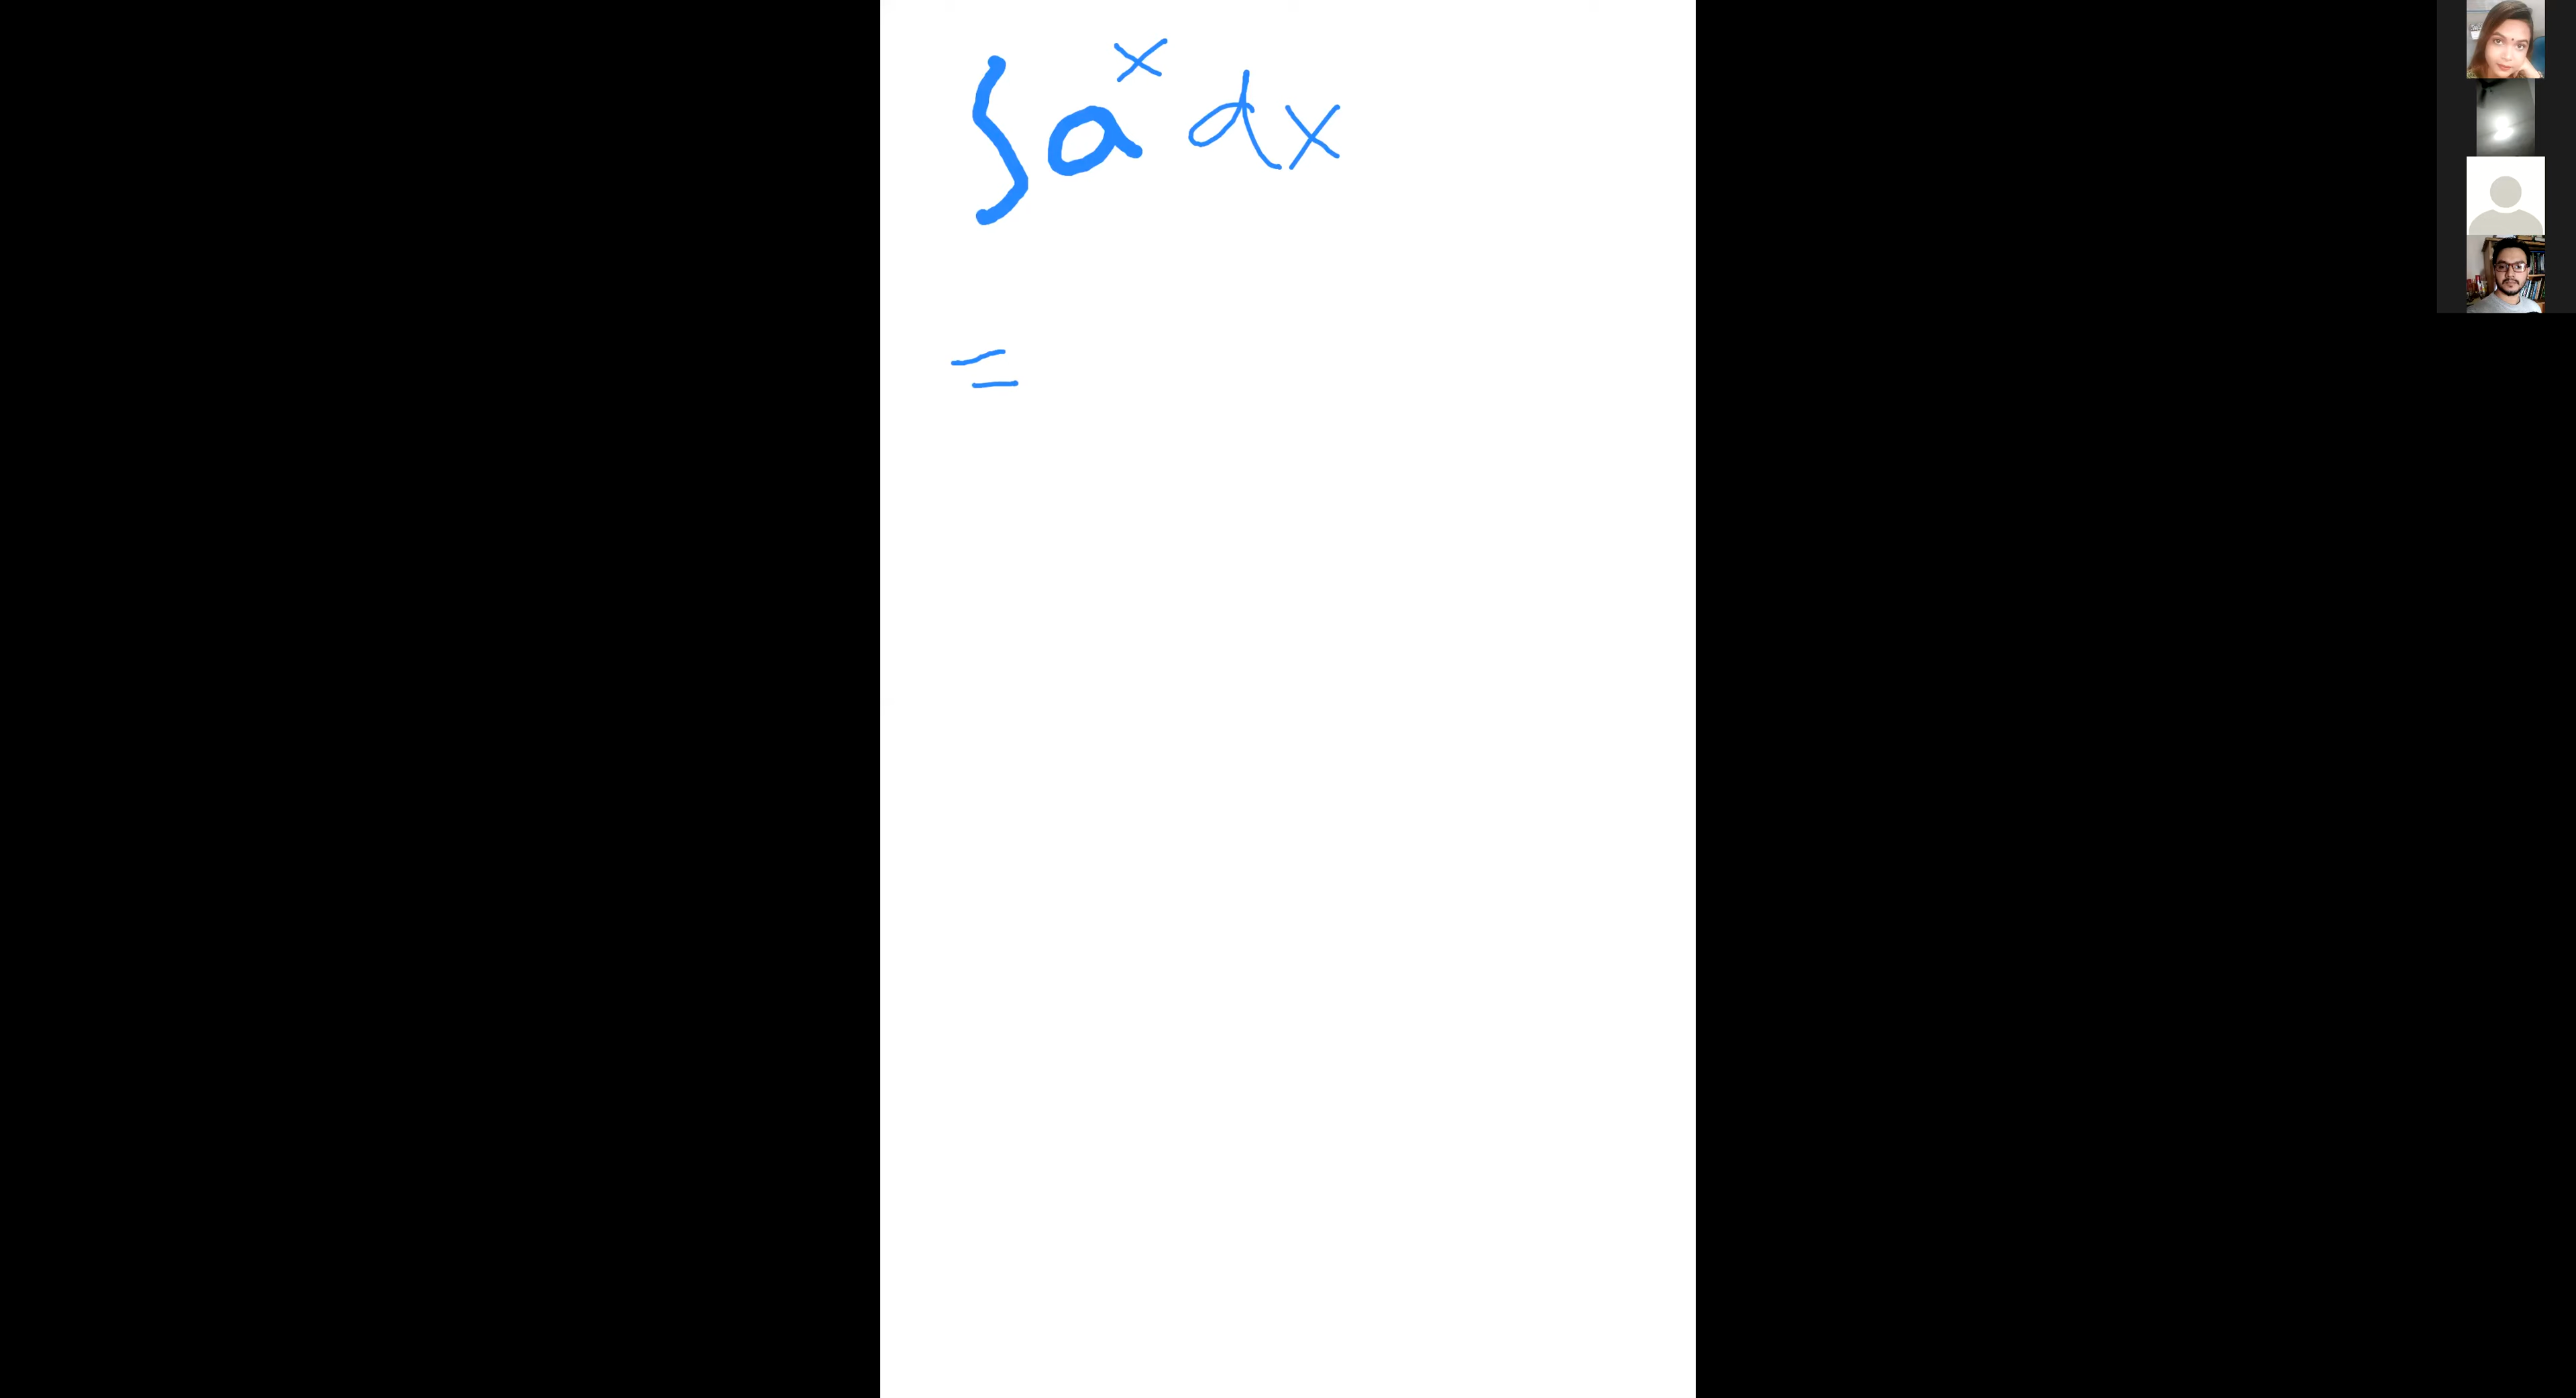 ∫aˣ dx
=